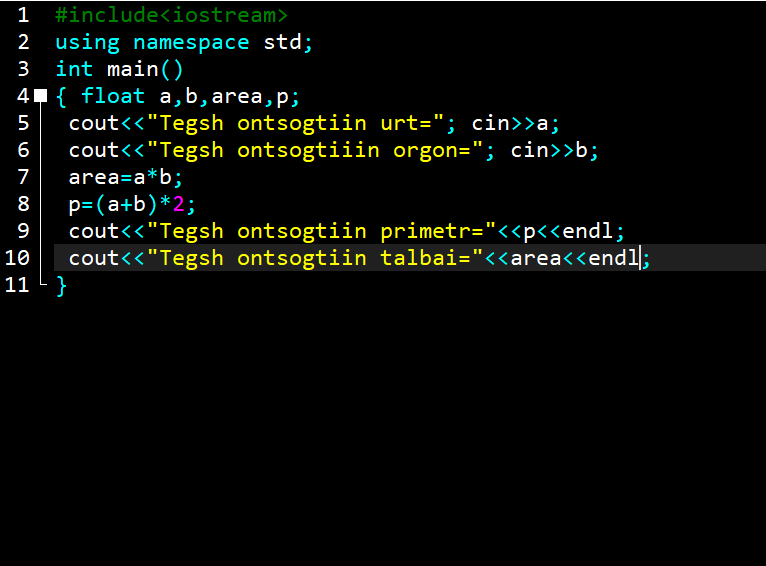 1 #include<iostream>
2 using namespace std;
3 int main()
4 { float a,b,area,p;
5 cout<<"Tegsh ontsogtiin urt="; cin>>a;
6 cout<<"Tegsh ontsogtiiin orgon="; cin>>b;
7 area=a*b;
8 p=(a+b)*2;
9 cout<<"Tegsh ontsogtiin primetr="<<p<<endl;
10 cout<<"Tegsh ontsogtiin talbai="<<area<<endl;
11 }